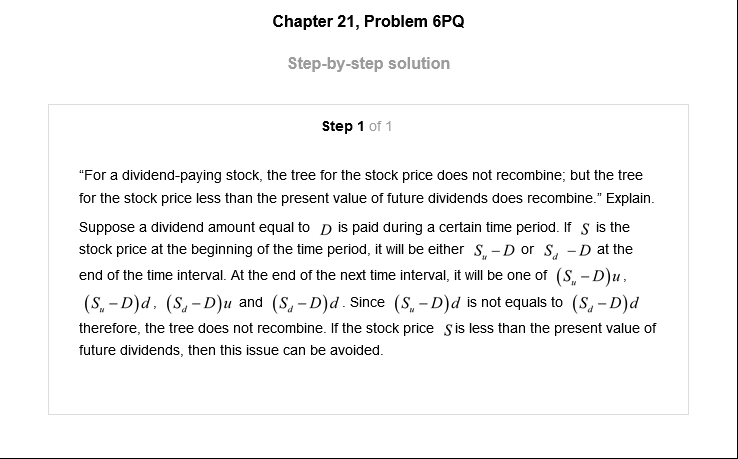 Chapter 21, Problem 6PQ
Step-by-step solution
Step 1 of 1
“For a dividend-paying stock, the tree for the stock price does not recombine; but the tree
for the stock price less than the present value of future dividends does recombine.” Explain.
Suppose a dividend amount equal to D is paid during a certain time period. If S is the
stock price at the beginning of the time period, it will be either S_u − D or S_d − D at the
end of the time interval. At the end of the next time interval, it will be one of (S_u − D)u,
(S_u − D)d, (S_d − D)u and (S_d − D)d. Since (S_u − D)d is not equals to (S_d − D)d
therefore, the tree does not recombine. If the stock price S is less than the present value of
future dividends, then this issue can be avoided.